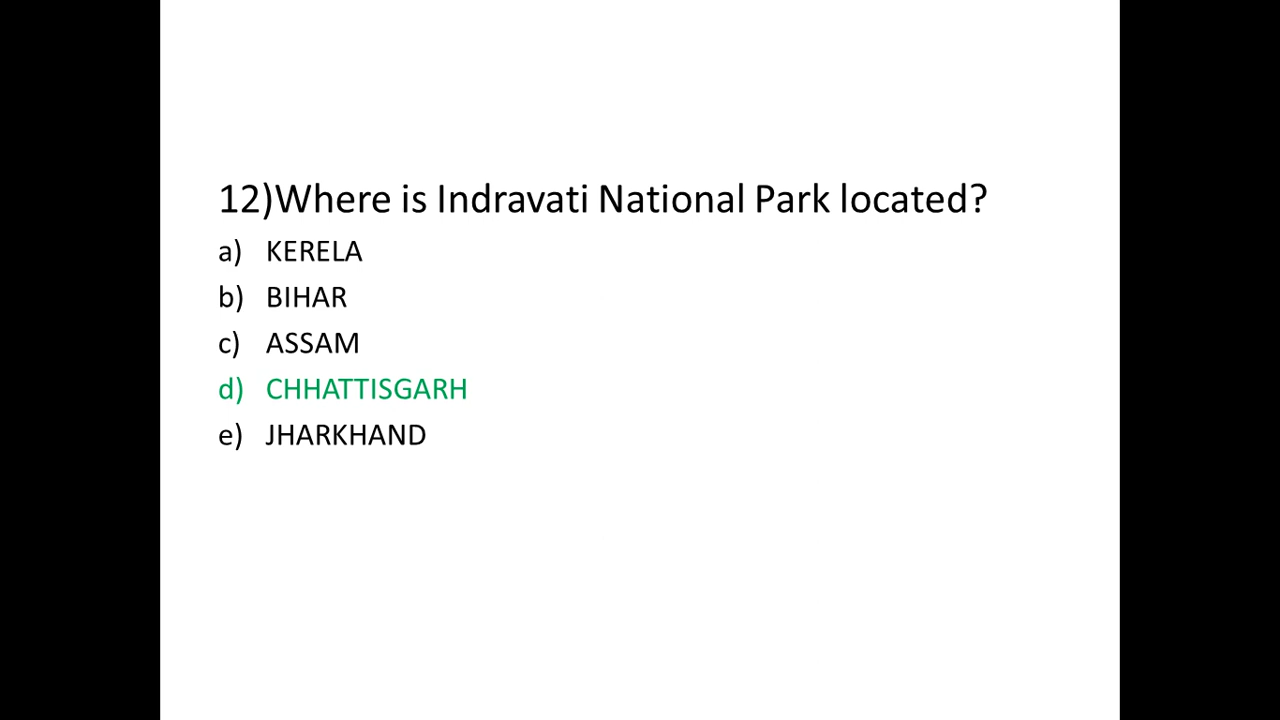 12)Where is Indravati National Park located?
a) KERELA
b) BIHAR
c) ASSAM
d) CHHATTISGARH
e) JHARKHAND